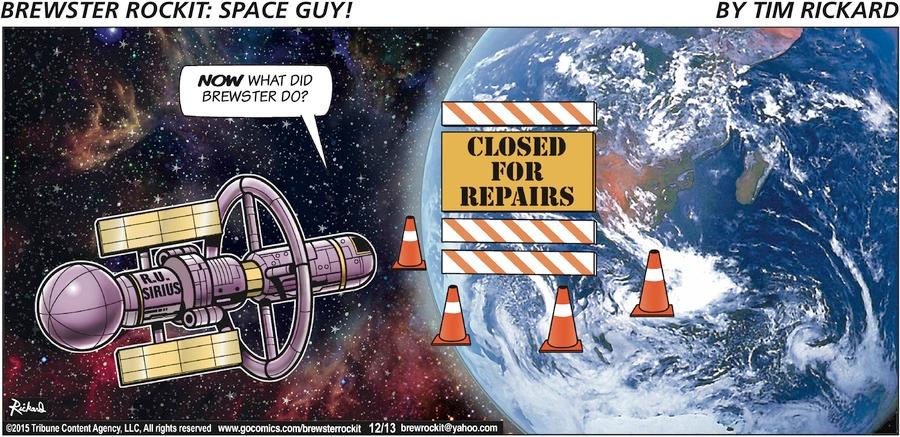 BREWSTER ROCKIT: SPACE GUY!
BY TIM RICKARD
NOW WHAT DID
BREWSTER DO?
CLOSED
FOR
REPAIRS
R.U.
SIRIUS
Rickard
©2015 Tribune Content Agency, LLC, All rights reserved www.gocomics.com/brewsterrockit 12/13 brewrockit@yahoo.com